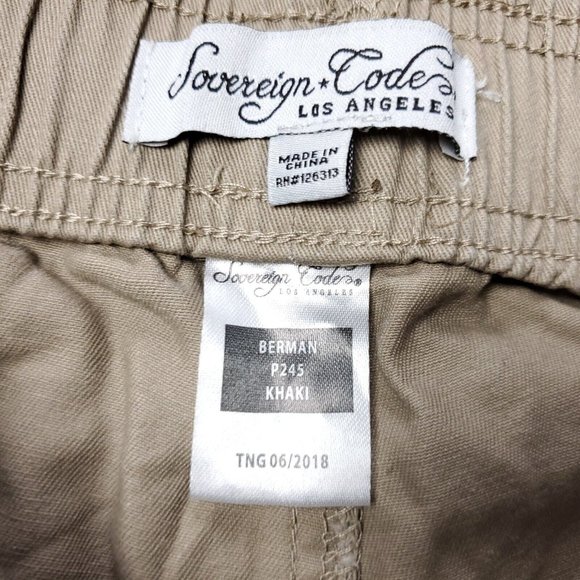 Sovereign★Code®
LOS ANGELES
MADE IN
CHINA
RN#126313
Sovereign Code®
LOS ANGELES
BERMAN
P245
KHAKI
TNG 06/2018